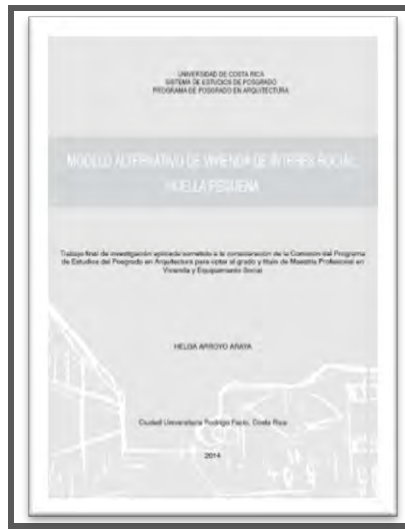 UNIVERSIDAD DE COSTA RICA
SISTEMA DE ESTUDIOS DE POSGRADO
PROGRAMA DE POSGRADO EN ARQUITECTURA
MODELO ALTERNATIVO DE VIVIENDA DE INTERÉS SOCIAL:
HUELLA PEQUEÑA
Trabajo final de investigación aplicada sometido a la consideración de la Comisión del Programa
de Estudios del Posgrado en Arquitectura para optar al grado y título de Maestría Profesional en
Vivienda y Equipamiento Social
HELGA ARROYO ARAYA
Ciudad Universitaria Rodrigo Facio, Costa Rica
2014